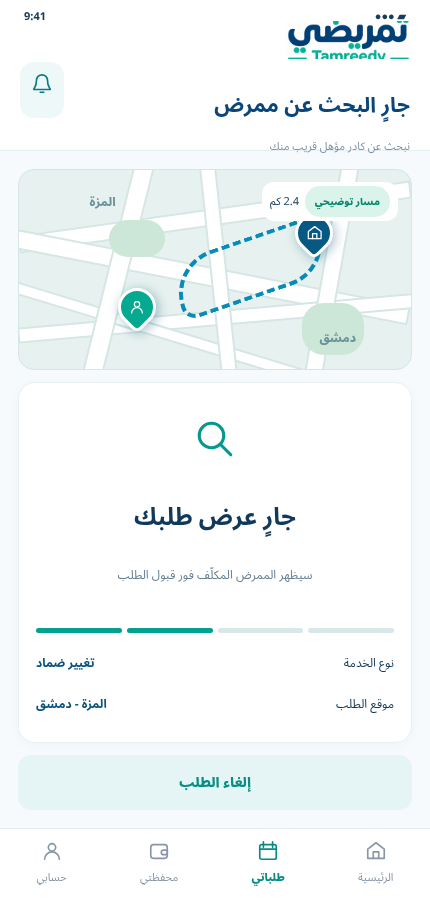 9:41
تمريضي
Tamreedy
جارٍ البحث عن ممرض
نبحث عن كادر مؤهل قريب منك
مسار توضيحي 2.4 كم
المزة
دمشق
جارٍ عرض طلبك
سيظهر الممرض المكلّف فور قبول الطلب
نوع الخدمة تغيير ضماد
موقع الطلب المزة - دمشق
إلغاء الطلب
الرئيسية طلباتي محفظتي حسابي